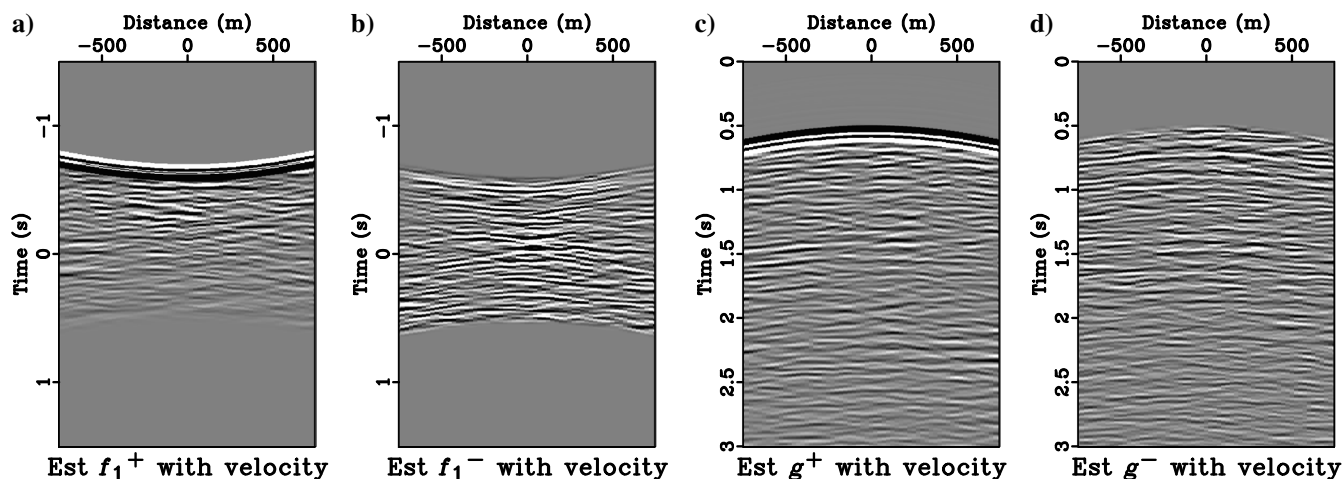 a)
Distance (m)
−500 0 500
Time (s)
−1
0
1
Est f₁⁺ with velocity
b)
Distance (m)
−500 0 500
Time (s)
−1
0
1
Est f₁⁻ with velocity
c)
Distance (m)
−500 0 500
Time (s)
0
0.5
1
1.5
2
2.5
3
Est g⁺ with velocity
d)
Distance (m)
−500 0 500
Time (s)
0
0.5
1
1.5
2
2.5
3
Est g⁻ with velocity